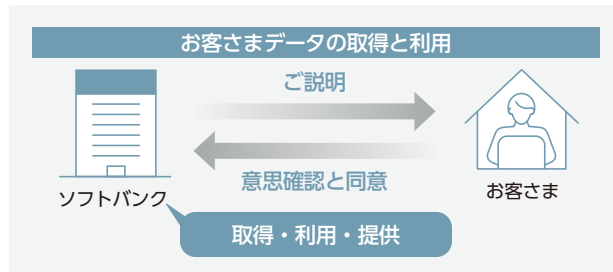 お客さまデータの取得と利用
ご説明
意思確認と同意
ソフトバンク
お客さま
取得・利用・提供